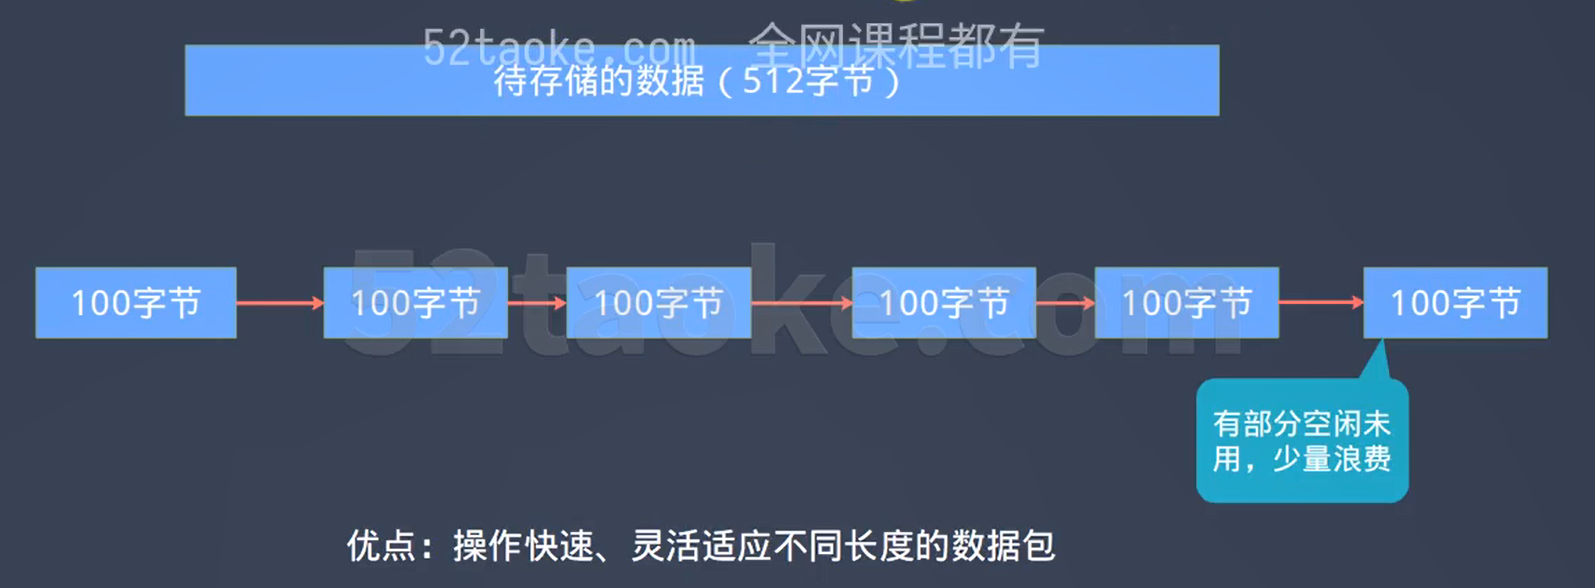 52taoke.com 全网课程都有
待存储的数据（512字节）
100字节 100字节 100字节 100字节 100字节 100字节
52taoke.com
有部分空闲未
用，少量浪费
优点：操作快速、灵活适应不同长度的数据包